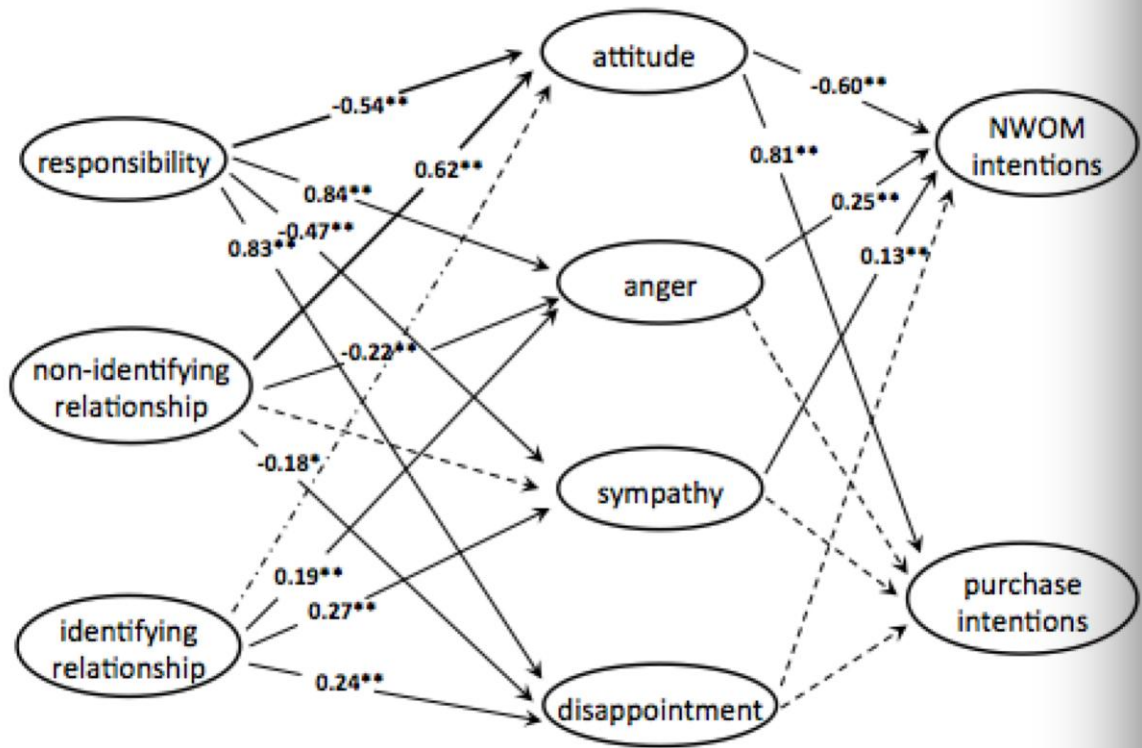 attitude
-0.60**
-0.54**
NWOM
intentions
responsibility
0.81**
0.62**
0.84**
0.25**
-0.47**
0.83**
0.13**
anger
-0.22**
non-identifying
relationship
-0.18*
sympathy
0.19**
0.27**
purchase
intentions
identifying
relationship
0.24**
disappointment